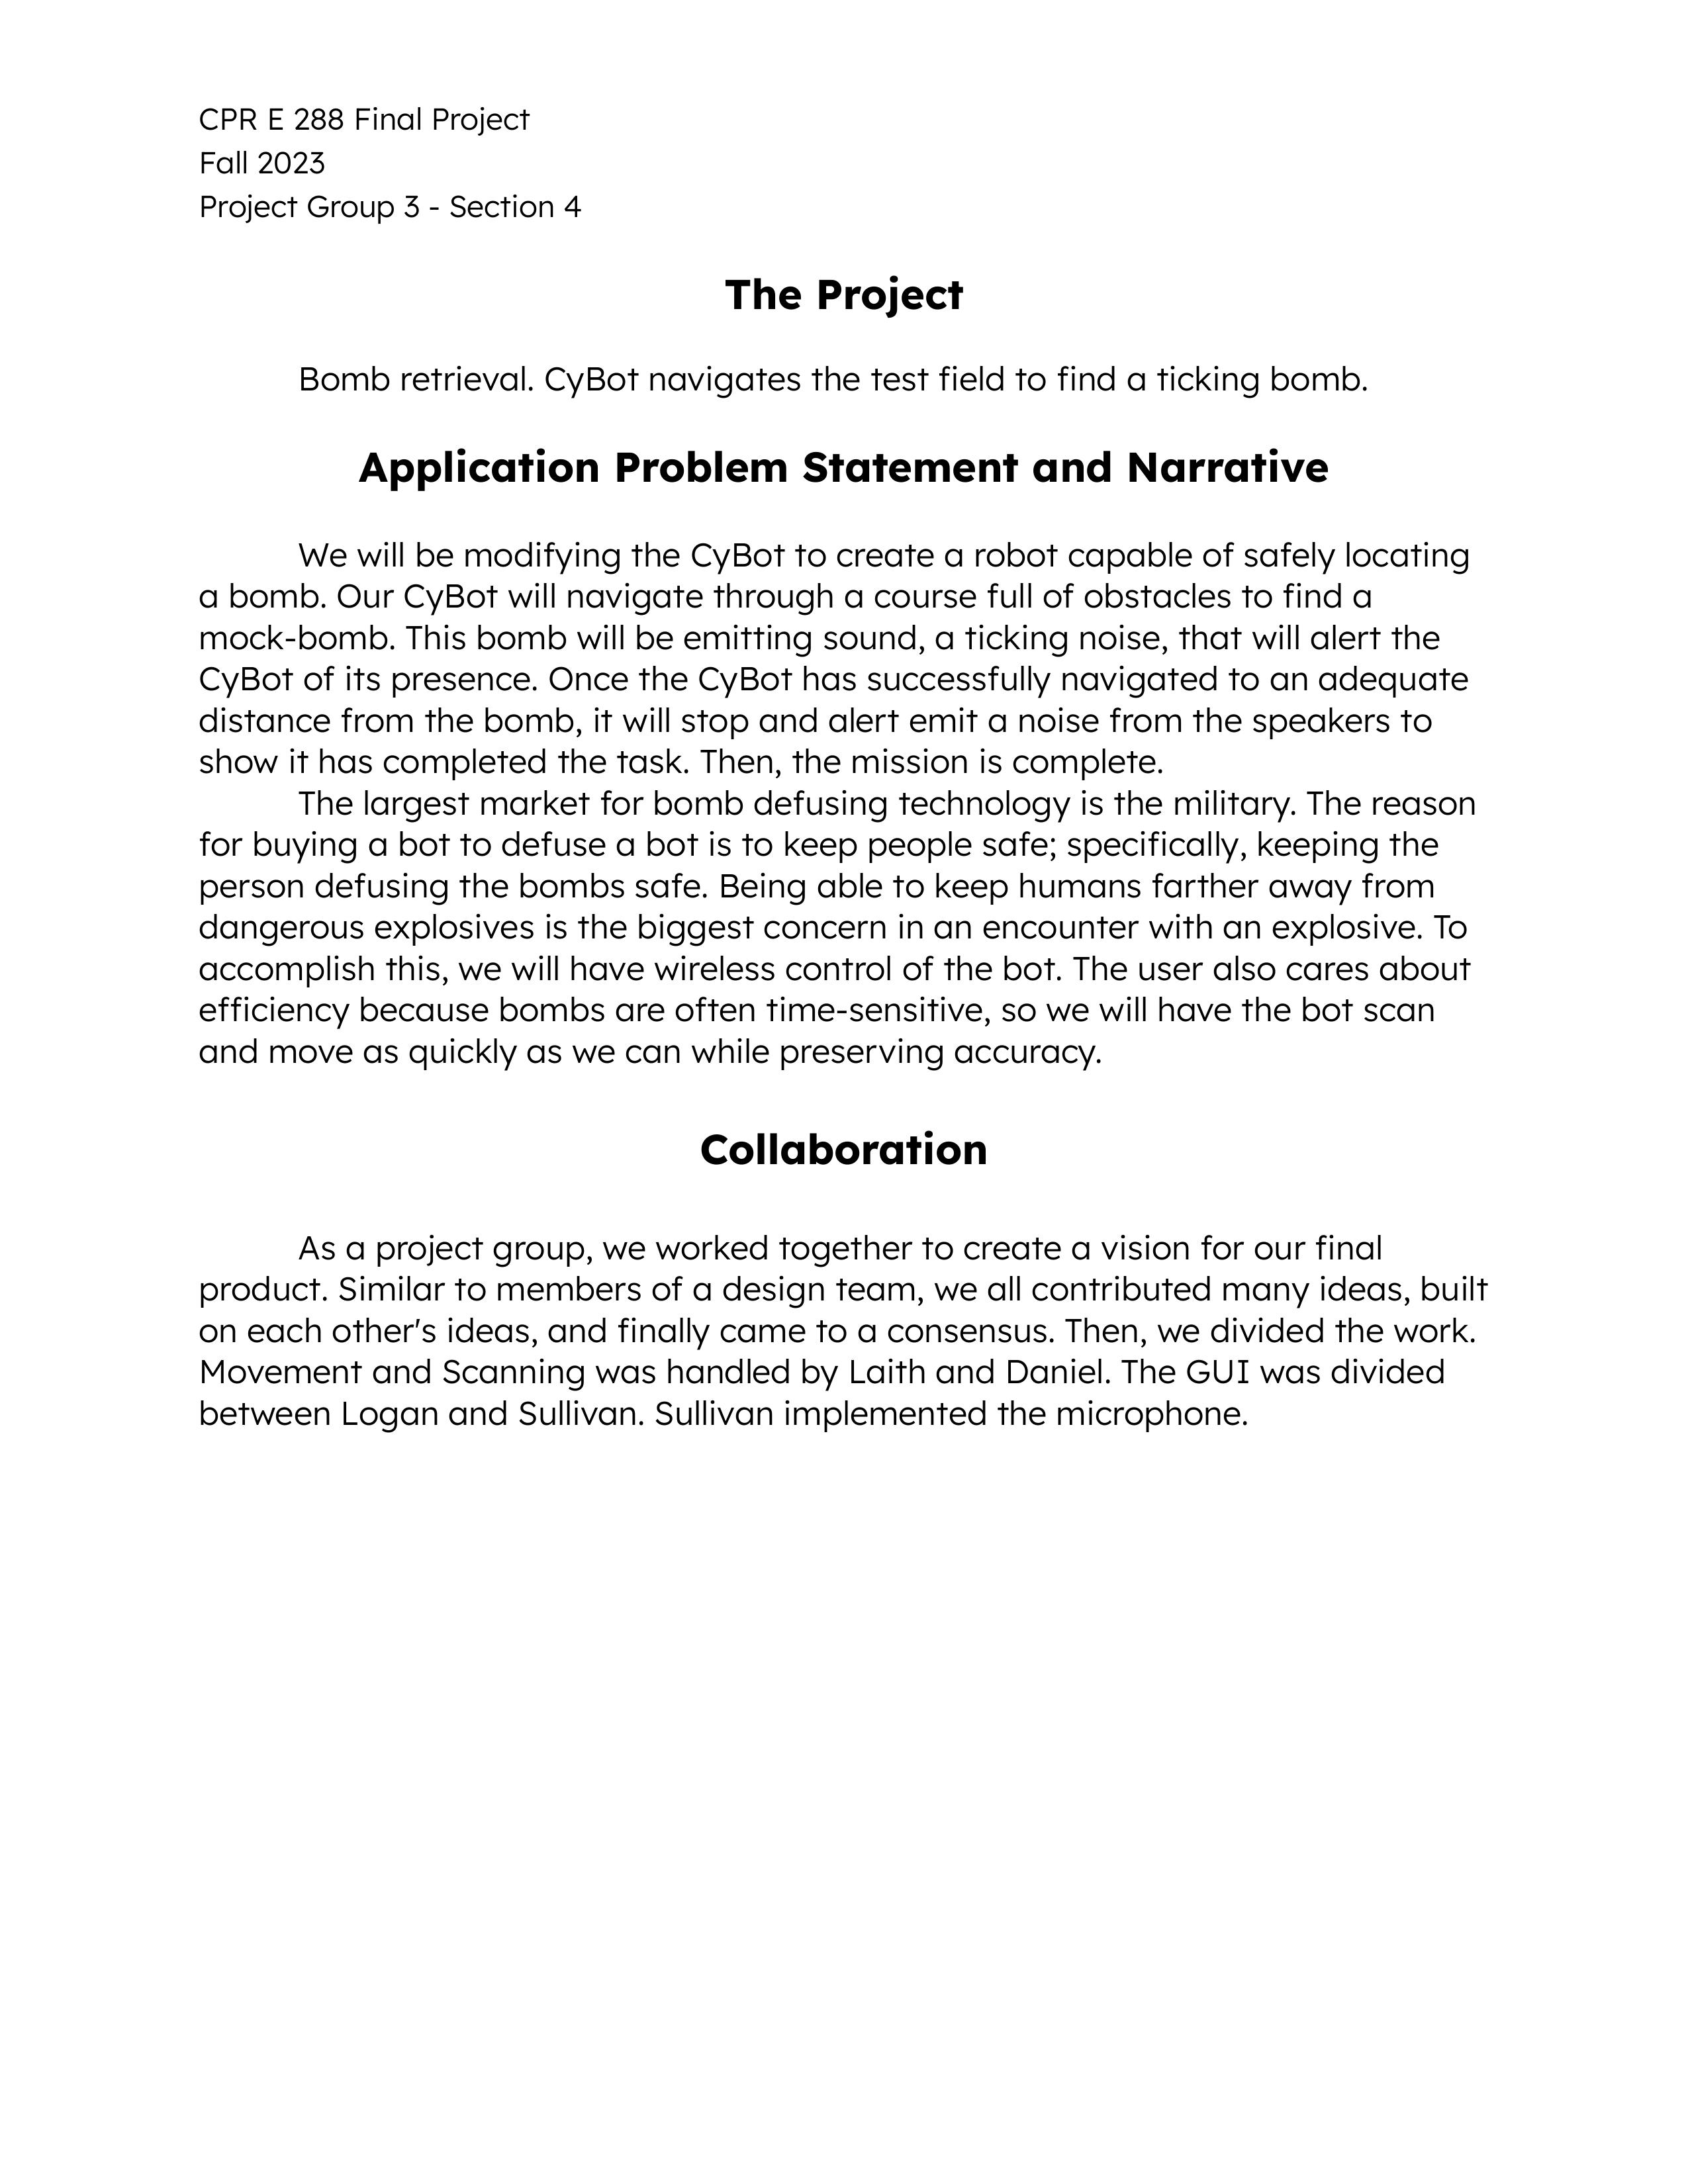 CPR E 288 Final Project
Fall 2023
Project Group 3 - Section 4
The Project
Bomb retrieval. CyBot navigates the test field to find a ticking bomb.
Application Problem Statement and Narrative
We will be modifying the CyBot to create a robot capable of safely locating
a bomb. Our CyBot will navigate through a course full of obstacles to find a
mock-bomb. This bomb will be emitting sound, a ticking noise, that will alert the
CyBot of its presence. Once the CyBot has successfully navigated to an adequate
distance from the bomb, it will stop and alert emit a noise from the speakers to
show it has completed the task. Then, the mission is complete.
The largest market for bomb defusing technology is the military. The reason
for buying a bot to defuse a bot is to keep people safe; specifically, keeping the
person defusing the bombs safe. Being able to keep humans farther away from
dangerous explosives is the biggest concern in an encounter with an explosive. To
accomplish this, we will have wireless control of the bot. The user also cares about
efficiency because bombs are often time-sensitive, so we will have the bot scan
and move as quickly as we can while preserving accuracy.
Collaboration
As a project group, we worked together to create a vision for our final
product. Similar to members of a design team, we all contributed many ideas, built
on each other's ideas, and finally came to a consensus. Then, we divided the work.
Movement and Scanning was handled by Laith and Daniel. The GUI was divided
between Logan and Sullivan. Sullivan implemented the microphone.